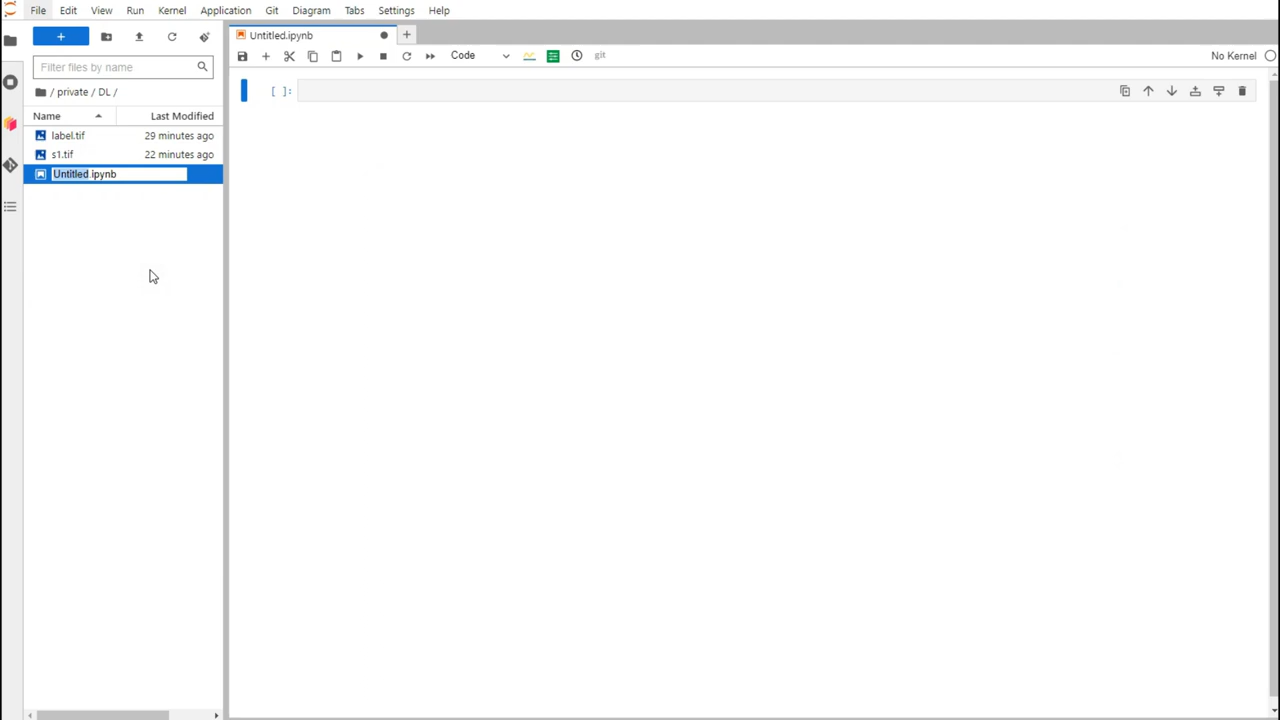 File Edit View Run Kernel Application Git Diagram Tabs Settings Help
+
Untitled.ipynb
+
Code
git
No Kernel
Filter files by name
/ private / DL /
[ ]:
Name Last Modified
label.tif 29 minutes ago
s1.tif 22 minutes ago
Untitled.ipynb